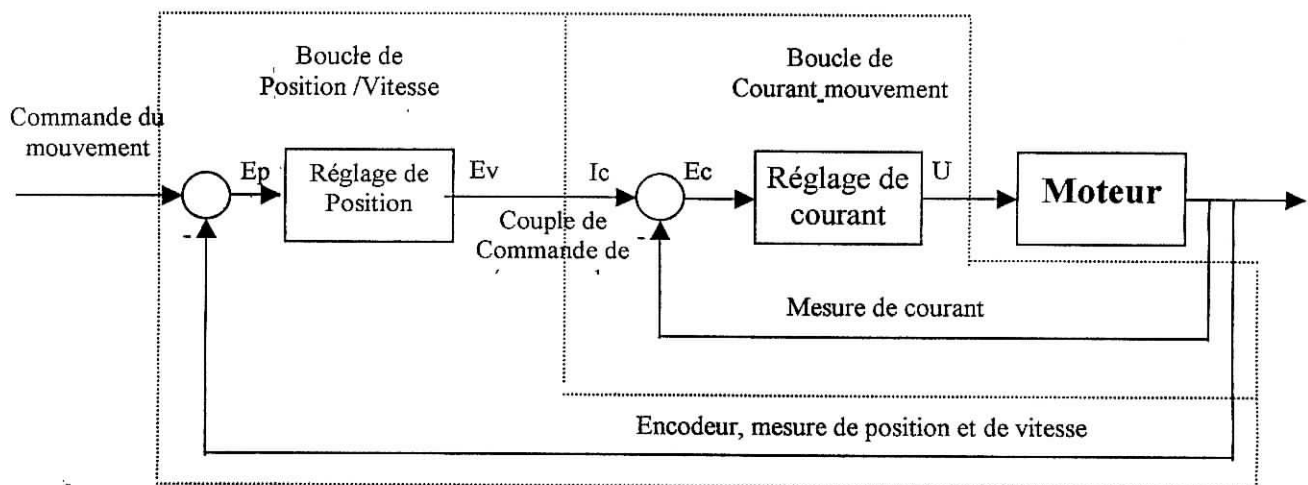 Boucle de
Position /Vitesse
Boucle de
Courant mouvement
Commande du
mouvement
Ep
Réglage de
Position
Ev
Ic
Ec
Réglage de
courant
U
Moteur
-
-
Couple de
Commande de
Mesure de courant
Encodeur, mesure de position et de vitesse